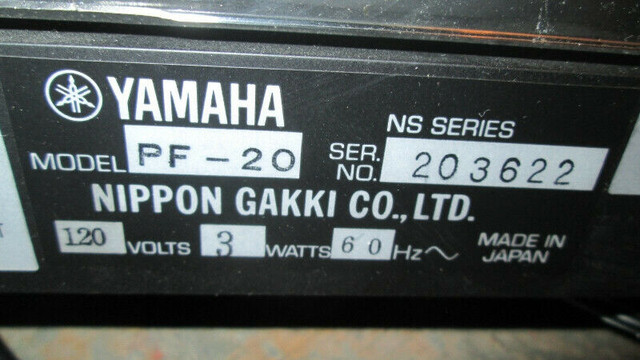 YAMAHA
NS SERIES
MODEL PF-20 SER. NO. 203622
NIPPON GAKKI CO., LTD.
120 VOLTS 3 WATTS 60 Hz~ MADE IN JAPAN